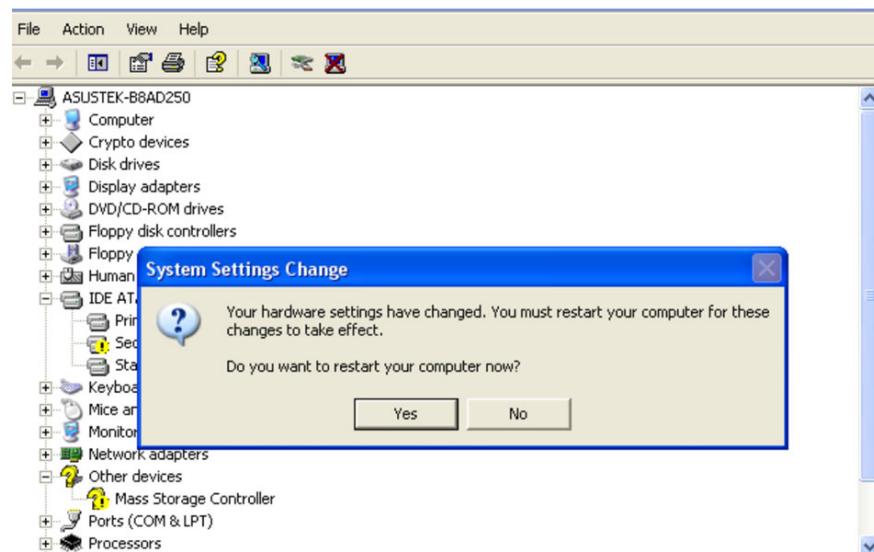 File Action View Help
ASUSTEK-B8AD250
Computer
Crypto devices
Disk drives
Display adapters
DVD/CD-ROM drives
Floppy disk controllers
Floppy
Human
System Settings Change
Your hardware settings have changed. You must restart your computer for these
changes to take effect.
Do you want to restart your computer now?
Yes No
IDE AT
Prir
Sec
Sta
Keyboa
Mice ar
Monitor
Network adapters
Other devices
Mass Storage Controller
Ports (COM & LPT)
Processors